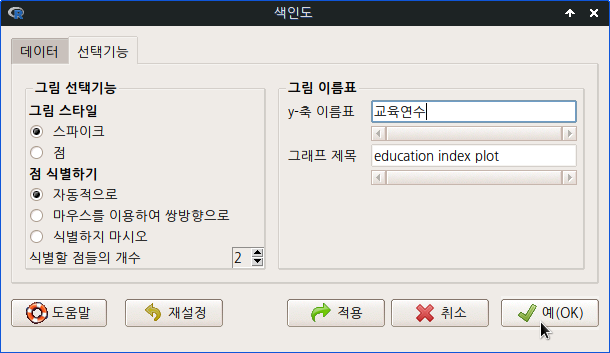 색인도
데이터 선택기능
그림 선택기능
그림 스타일
스파이크
점
점 식별하기
자동적으로
마우스를 이용하여 쌍방향으로
식별하지 마시오
식별할 점들의 개수 2
그림 이름표
y-축 이름표 교육연수
그래프 제목 education index plot
도움말 재설정 적용 취소 예(OK)